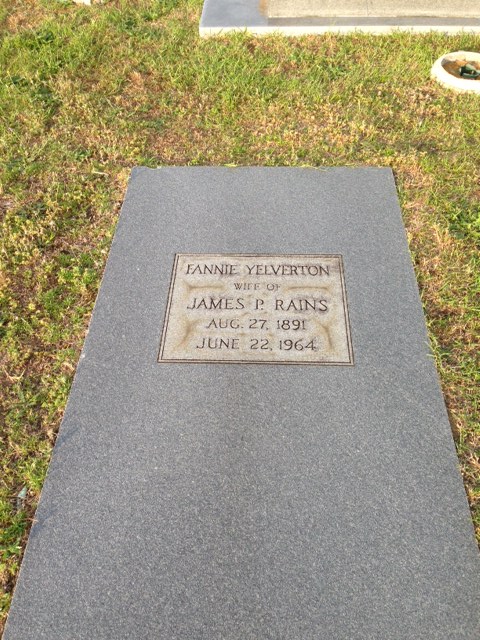 FANNIE YELVERTON
WIFE OF
JAMES P. RAINS
AUG. 27, 1891
JUNE 22, 1964